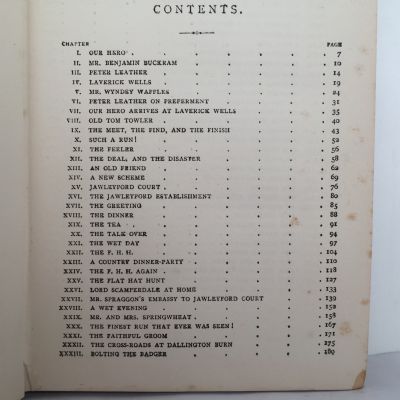 CONTENTS.
CHAPTER PAGE
I. OUR HERO 7
II. MR. BENJAMIN BUCKRAM 10
III. PETER LEATHER 14
IV. LAVERICK WELLS 19
V. MR. WYNDEY WAFFLES 24
VI. PETER LEATHER ON PREFERMENT 31
VII. OUR HERO ARRIVES AT LAVERICK WELLS 35
VIII. OLD TOM TOWLER 40
IX. THE MEET, THE FIND, AND THE FINISH 43
X. SUCH A RUN! 52
XI. THE FEELER 56
XII. THE DEAL, AND THE DISASTER 58
XIII. AN OLD FRIEND 62
XIV. A NEW SCHEME 69
XV. JAWLEYFORD COURT 76
XVI. THE JAWLEYFORD ESTABLISHMENT 80
XVII. THE GREETING 85
XVIII. THE DINNER 88
XIX. THE TEA 91
XX. THE TALK OVER 94
XXI. THE WET DAY 97
XXII. THE F. H. H. 104
XXIII. A COUNTRY DINNER-PARTY 110
XXIV. THE F. H. H. AGAIN 118
XXV. THE FLAT HAT HUNT 127
XXVI. LORD SCAMPERDALE AT HOME 133
XXVII. MR. SPRAGGON'S EMBASSY TO JAWLEYFORD COURT 139
XXVIII. A WET EVENING 152
XXIX. MR. AND MRS. SPRINGWHEAT 158
XXX. THE FINEST RUN THAT EVER WAS SEEN! 167
XXXI. THE FAITHFUL GROOM 171
XXXII. THE CROSS-ROADS AT DALLINGTON BURN 275
XXXIII. BOLTING THE BADGER 189